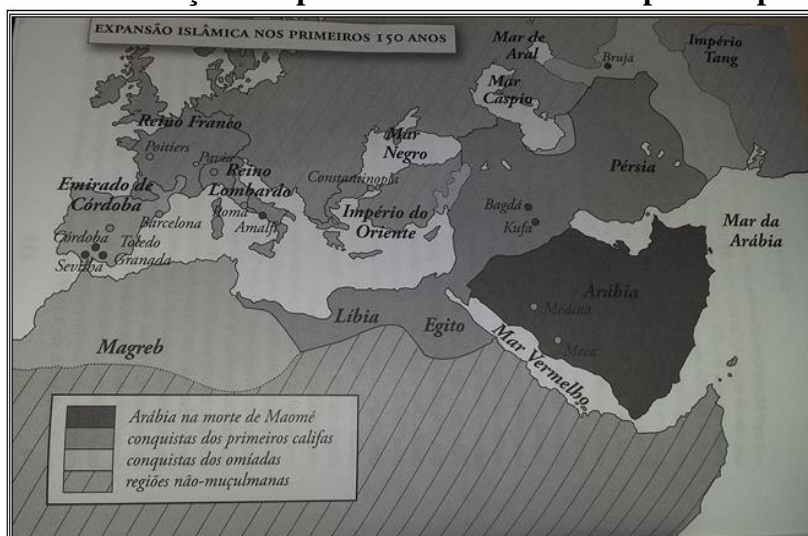 EXPANSÃO ISLÂMICA NOS PRIMEIROS 150 ANOS
Mar de
Aral
Bruja
Império
Tang
Mar
Cáspio
Reino Franco
Poitiers
Pavia
Mar
Negro
Reino
Lombardo
Constantinopla
Pérsia
Emirado de
Córdoba
Barcelona
Roma
Amalfi
Império do
Oriente
Bagdá
Kufa
Mar da
Arábia
Córdoba
Toledo
Sevilha
Granada
Arábia
Medina
Meca
Líbia
Egito
Magreb
Mar Vermelho
Arábia na morte de Maomé
conquistas dos primeiros califas
conquistas dos omíadas
regiões não-muçulmanas